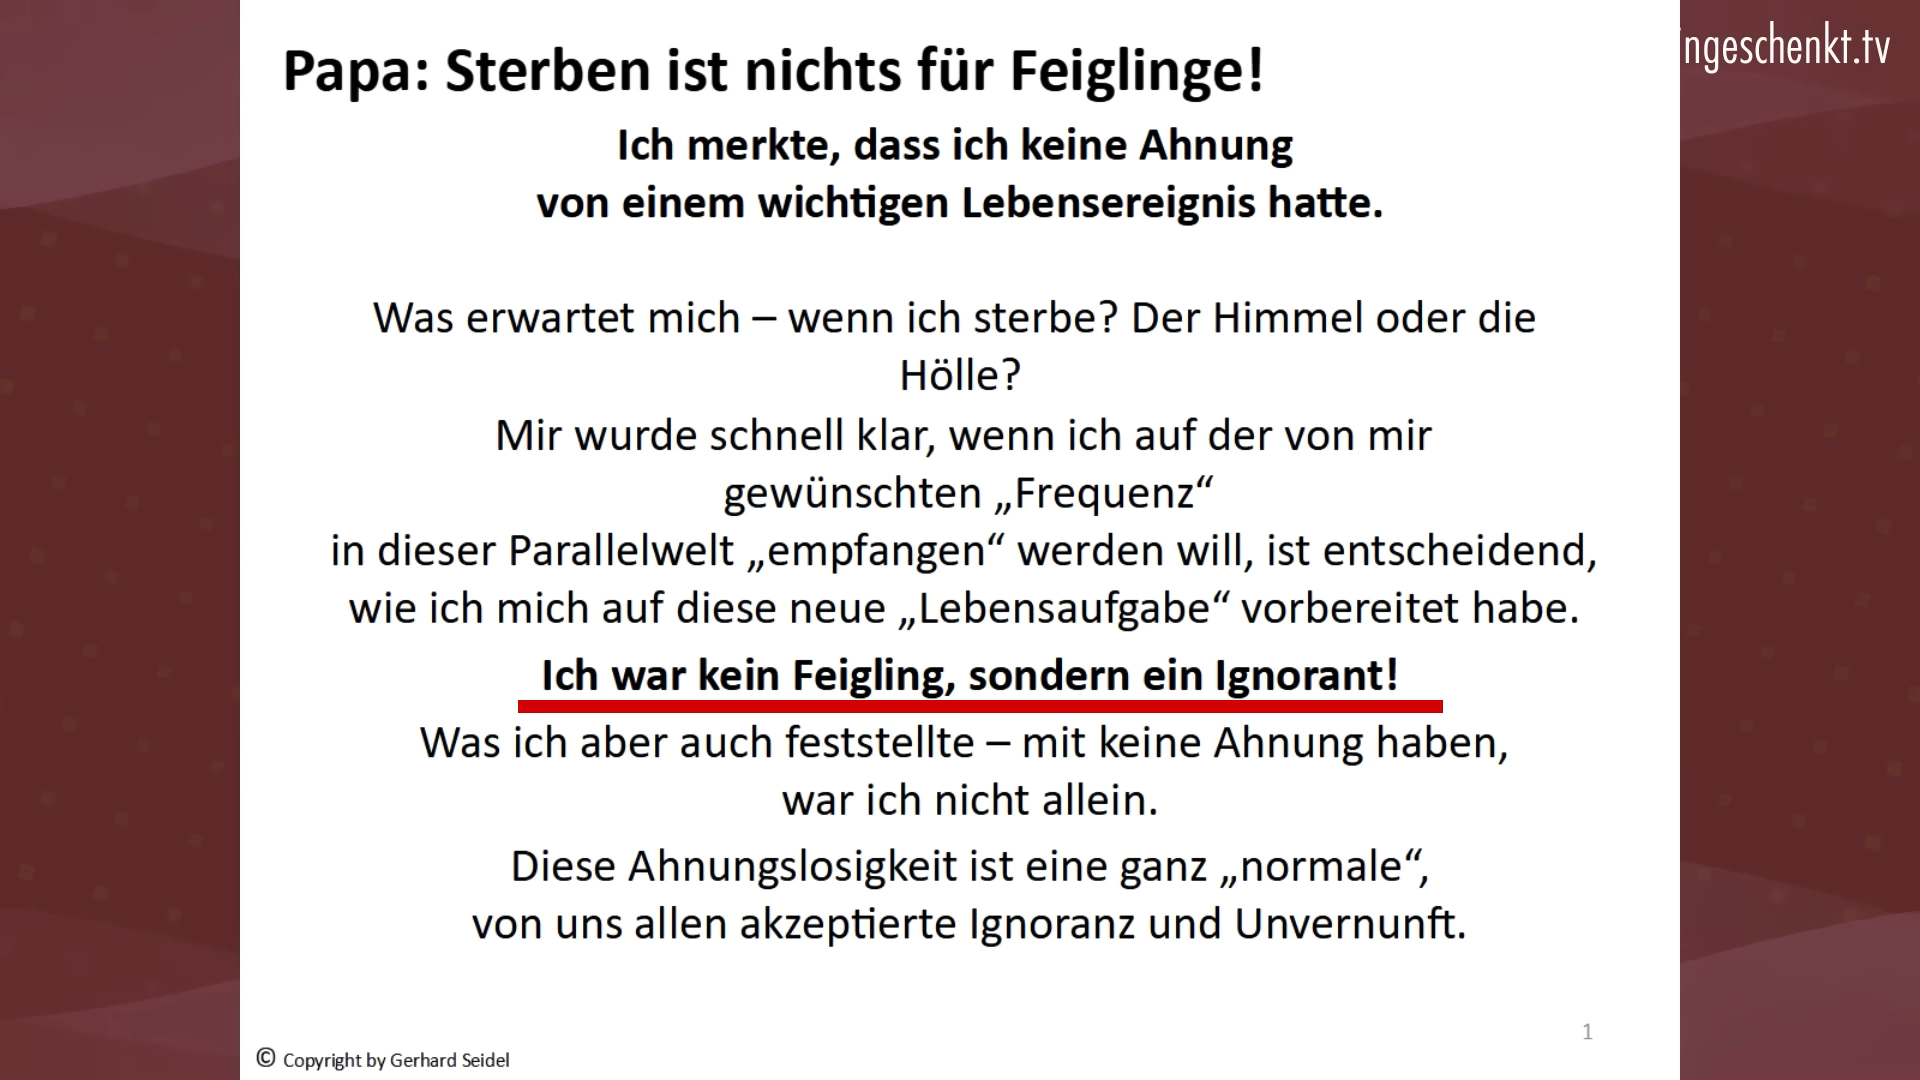 Papa: Sterben ist nichts für Feiglinge!
ngeschenkt.tv
Ich merkte, dass ich keine Ahnung
von einem wichtigen Lebensereignis hatte.
Was erwartet mich – wenn ich sterbe? Der Himmel oder die
Hölle?
Mir wurde schnell klar, wenn ich auf der von mir
gewünschten „Frequenz“
in dieser Parallelwelt „empfangen“ werden will, ist entscheidend,
wie ich mich auf diese neue „Lebensaufgabe“ vorbereitet habe.
Ich war kein Feigling, sondern ein Ignorant!
Was ich aber auch feststellte – mit keine Ahnung haben,
war ich nicht allein.
Diese Ahnungslosigkeit ist eine ganz „normale“,
von uns allen akzeptierte Ignoranz und Unvernunft.
1
© Copyright by Gerhard Seidel